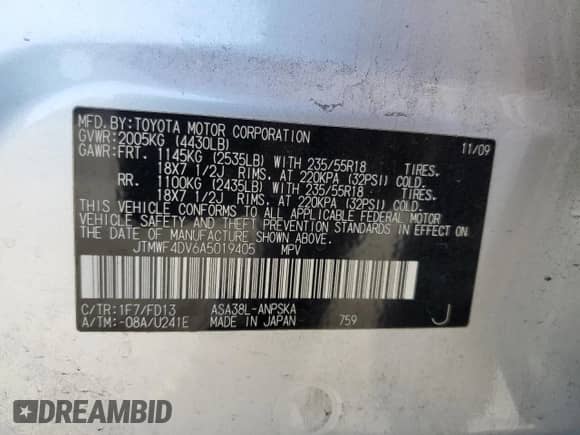 MFD.BY:TOYOTA MOTOR CORPORATION 11/09
GVWR:2005KG (4430LB)
GAWR:FRT. 1145KG (2535LB) WITH 235/55R18 TIRES.
18X7 1/2J RIMS. AT 220KPA (32PSI) COLD.
RR. 1100KG (2435LB) WITH 235/55R18 TIRES.
18X7 1/2J RIMS. AT 220KPA (32PSI) COLD.
THIS VEHICLE CONFORMS TO ALL APPLICABLE FEDERAL MOTOR
VEHICLE SAFETY AND THEFT PREVENTION STANDARDS IN EFFECT ON
THE DATE OF MANUFACTURE SHOWN ABOVE.
JTMWF4DV6A5019405 MPV
C/TR:1F7/FD13 ASA38L-ANPSKA
A/TM:-08A/U241E MADE IN JAPAN 759 J
DREAMBID